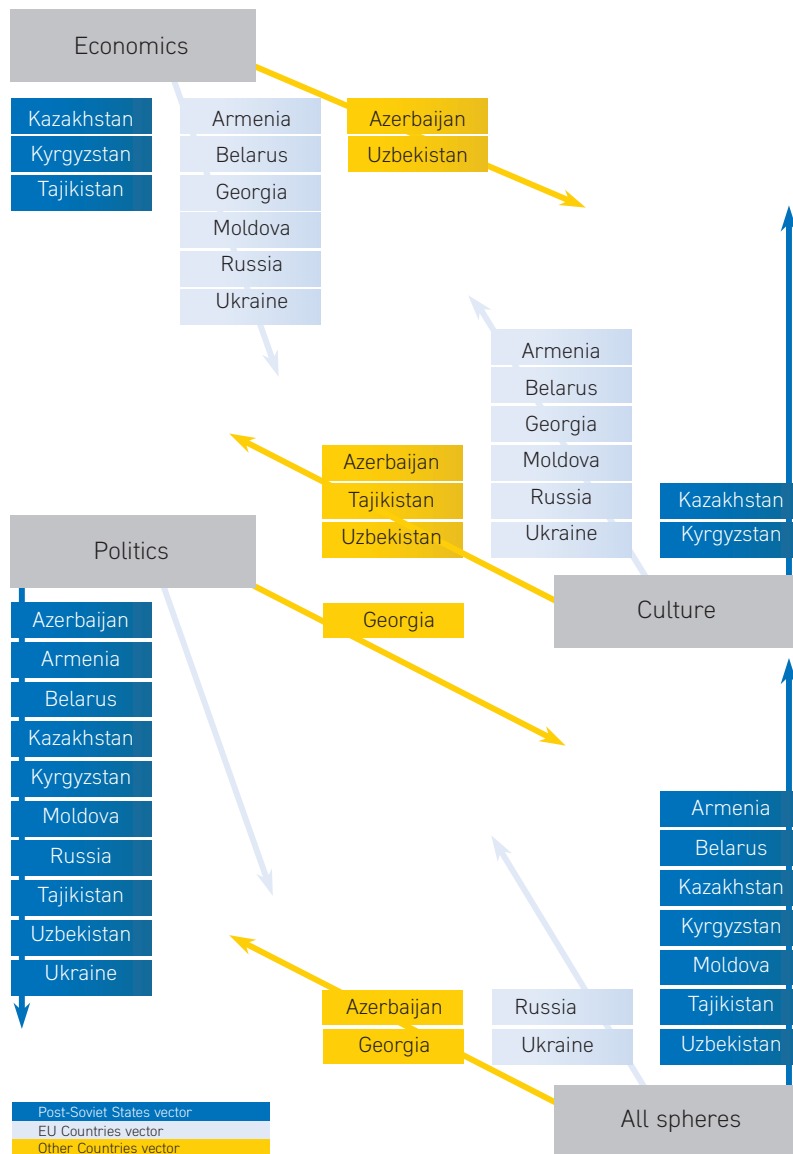 Economics
Kazakhstan
Kyrgyzstan
Tajikistan
Armenia
Belarus
Georgia
Moldova
Russia
Ukraine
Azerbaijan
Uzbekistan
Armenia
Belarus
Georgia
Moldova
Russia
Ukraine
Azerbaijan
Tajikistan
Uzbekistan
Kazakhstan
Kyrgyzstan
Culture
Politics
Azerbaijan
Armenia
Belarus
Kazakhstan
Kyrgyzstan
Moldova
Russia
Tajikistan
Uzbekistan
Ukraine
Georgia
Armenia
Belarus
Kazakhstan
Kyrgyzstan
Moldova
Tajikistan
Uzbekistan
Azerbaijan
Georgia
Russia
Ukraine
All spheres
Post-Soviet States vector
EU Countries vector
Other Countries vector